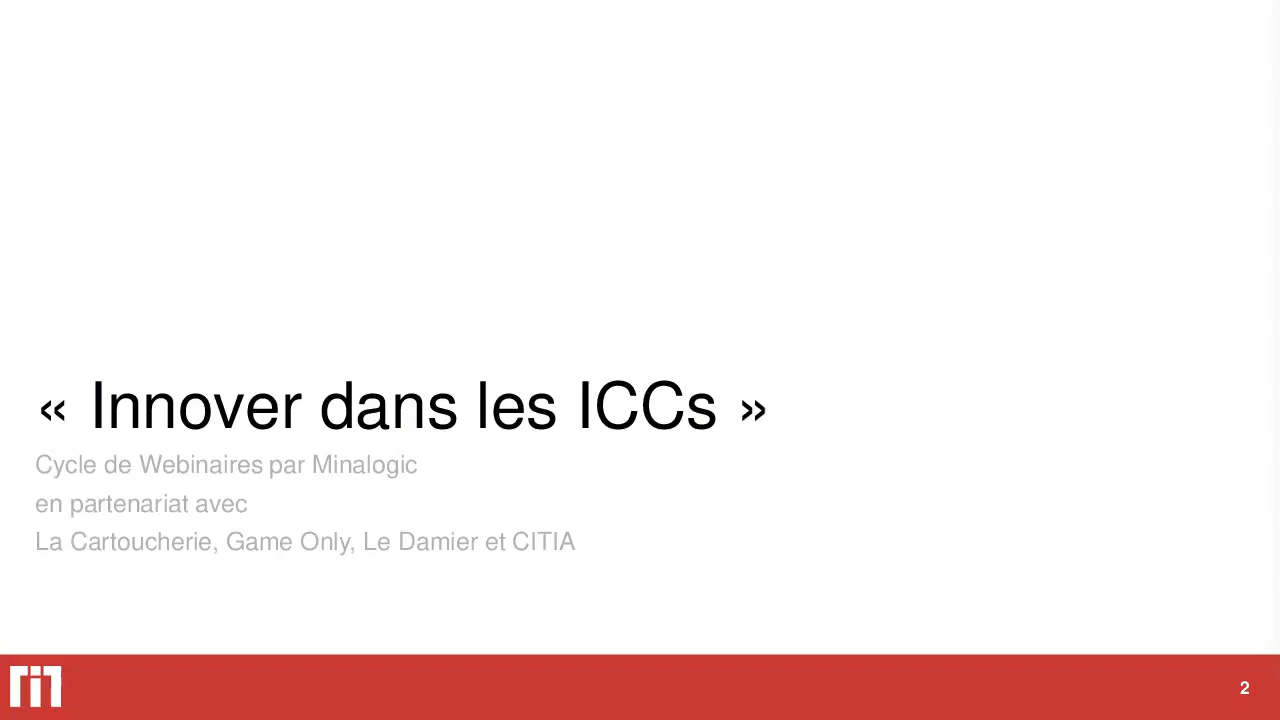 « Innover dans les ICCs »
Cycle de Webinaires par Minalogic
en partenariat avec
La Cartoucherie, Game Only, Le Damier et CITIA
2